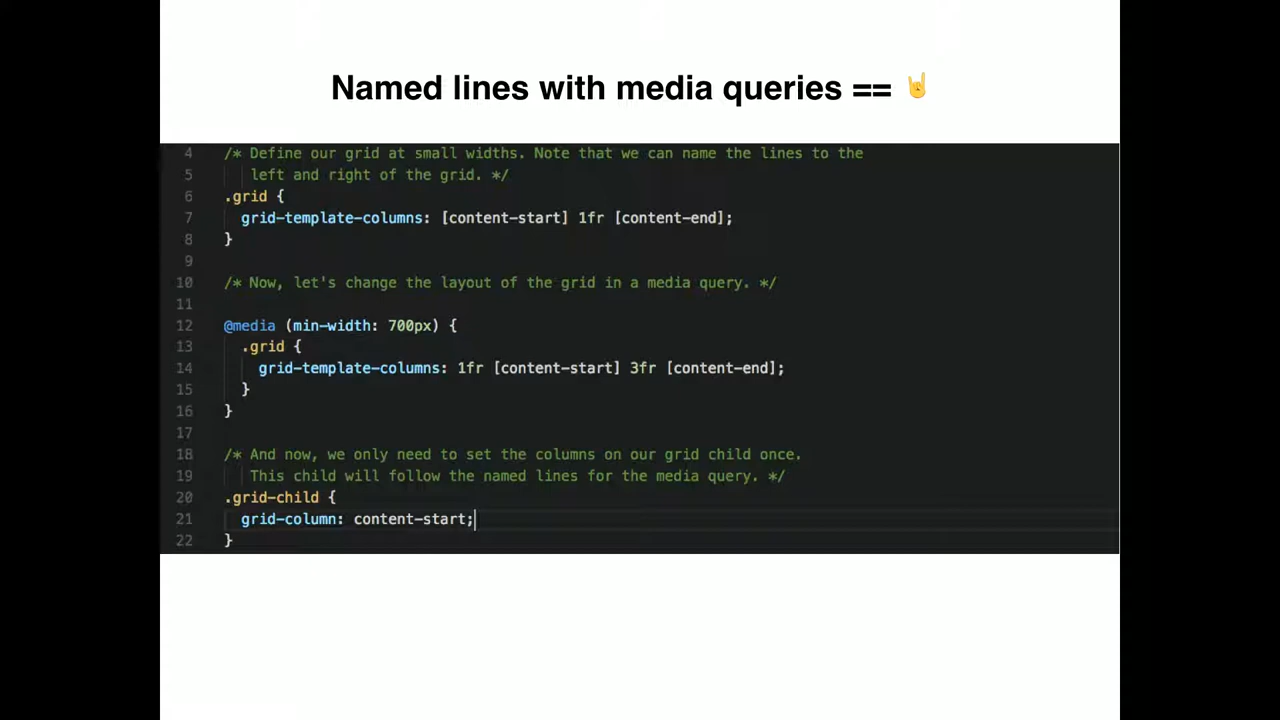 Named lines with media queries == 🤘
4 /* Define our grid at small widths. Note that we can name the lines to the
5 left and right of the grid. */
6 .grid {
7 grid-template-columns: [content-start] 1fr [content-end];
8 }
9
10 /* Now, let's change the layout of the grid in a media query. */
11
12 @media (min-width: 700px) {
13 .grid {
14 grid-template-columns: 1fr [content-start] 3fr [content-end];
15 }
16 }
17
18 /* And now, we only need to set the columns on our grid child once.
19 This child will follow the named lines for the media query. */
20 .grid-child {
21 grid-column: content-start;
22 }